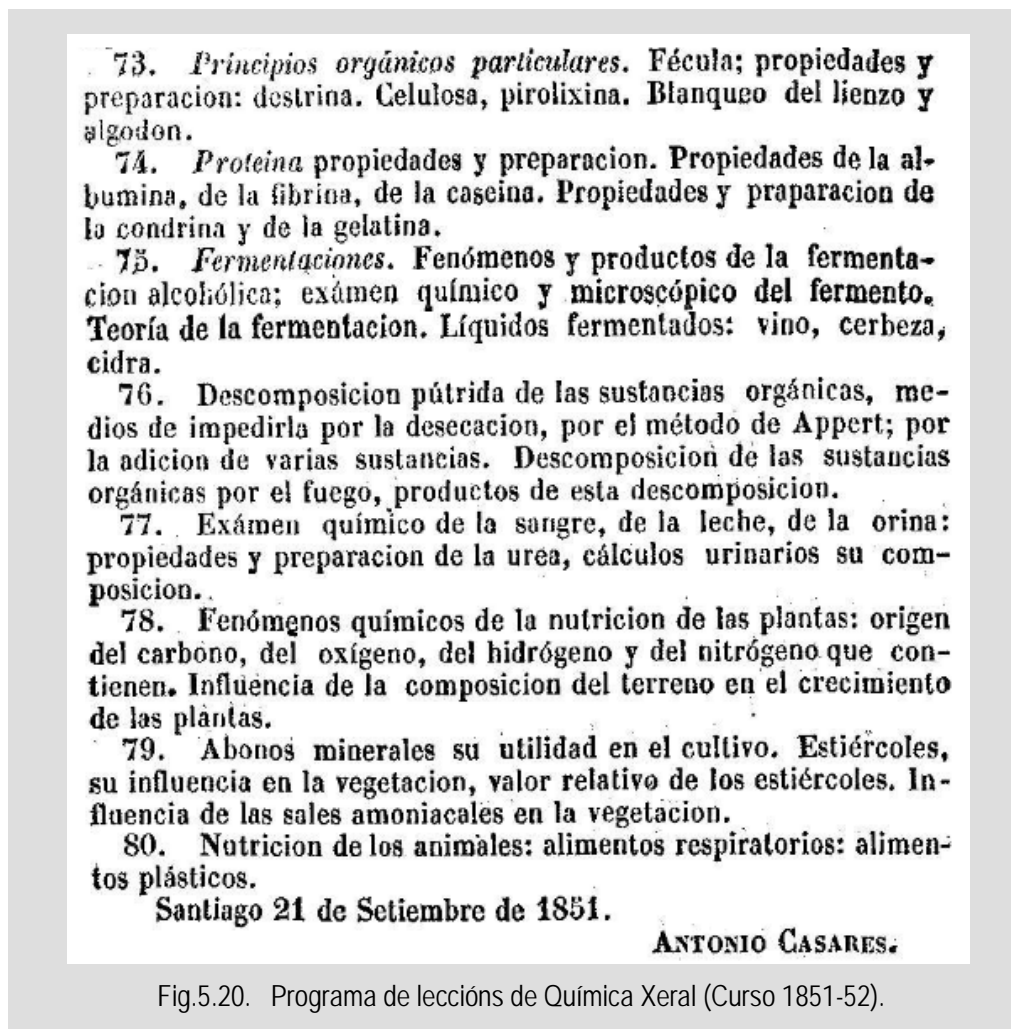 73. Principios orgánicos particulares. Fécula; propiedades y
preparacion: destrina. Celulosa, pirolixina. Blanqueo del lienzo y
algodon.
74. Proteina propiedades y preparacion. Propiedades de la al-
bumina, de la fibrina, de la caseina. Propiedades y praparacion de
la condrina y de la gelatina.
75. Fermentaciones. Fenómenos y productos de la fermenta-
cion alcohólica; exámen químico y microscópico del fermento.
Teoría de la fermentacion. Líquidos fermentados: vino, cerbeza,
cidra.
76. Descomposicion pútrida de las sustancias orgánicas, me-
dios de impedirla por la desecacion, por el método de Appert; por
la adicion de varias sustancias. Descomposicion de las sustancias
orgánicas por el fuego, productos de esta descomposicion.
77. Exámen químico de la sangre, de la leche, de la orina:
propiedades y preparacion de la urea, cálculos urinarios su com-
posicion.
78. Fenómenos químicos de la nutricion de las plantas: origen
del carbono, del oxígeno, del hidrógeno y del nitrógeno que con-
tienen. Influencia de la composicion del terreno en el crecimiento
de las plantas.
79. Abonos minerales su utilidad en el cultivo. Estiércoles,
su influencia en la vegetacion, valor relativo de los estiércoles. In-
fluencia de las sales amoniacales en la vegetacion.
80. Nutricion de los animales: alimentos respiratorios: alimen-
tos plásticos.
Santiago 21 de Setiembre de 1851.
ANTONIO CASARES.
Fig.5.20. Programa de leccións de Química Xeral (Curso 1851-52).